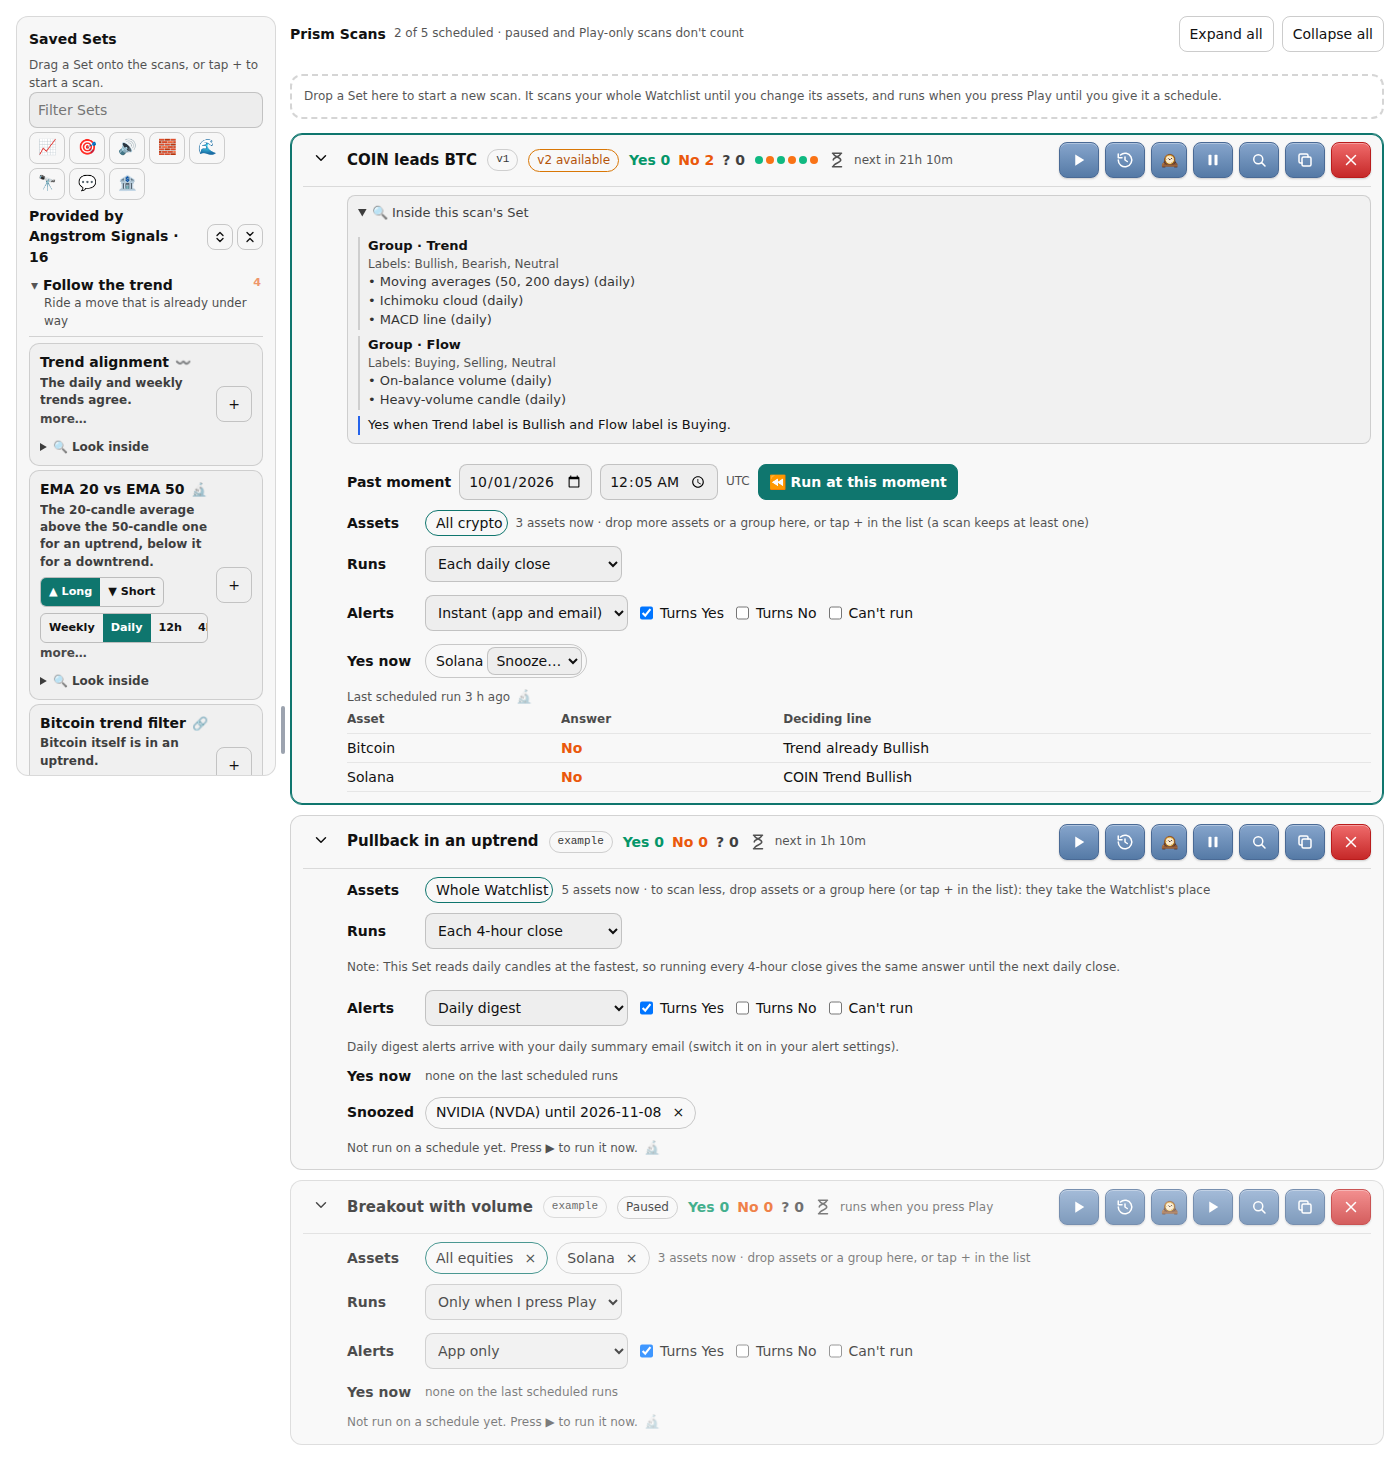 Saved Sets
Drag a Set onto the scans, or tap + to
start a scan.
Filter Sets
Provided by
Angstrom Signals ·
16
▼ Follow the trend 4
Ride a move that is already under
way
Trend alignment
The daily and weekly
trends agree.
more...
+
▶ Look inside
EMA 20 vs EMA 50
The 20-candle average
above the 50-candle one
for an uptrend, below it
for a downtrend.
+
▲ Long ▼ Short
Weekly Daily 12h
more...
▶ Look inside
Bitcoin trend filter
Bitcoin itself is in an
uptrend.
+
Prism Scans 2 of 5 scheduled · paused and Play-only scans don't count
Expand all Collapse all
Drop a Set here to start a new scan. It scans your whole Watchlist until you change its assets, and runs when you press Play until you give it a schedule.
COIN leads BTC v1 v2 available Yes 0 No 2 ? 0 next in 21h 10m
▼ Inside this scan's Set
Group · Trend
Labels: Bullish, Bearish, Neutral
• Moving averages (50, 200 days) (daily)
• Ichimoku cloud (daily)
• MACD line (daily)
Group · Flow
Labels: Buying, Selling, Neutral
• On-balance volume (daily)
• Heavy-volume candle (daily)
Yes when Trend label is Bullish and Flow label is Buying.
Past moment 10/01/2026 12:05 AM UTC ⏪ Run at this moment
Assets All crypto 3 assets now · drop more assets or a group here, or tap + in the list (a scan keeps at least one)
Runs Each daily close
Alerts Instant (app and email) Turns Yes Turns No Can't run
Yes now Solana Snooze...
Last scheduled run 3 h ago
Asset Answer Deciding line
Bitcoin No Trend already Bullish
Solana No COIN Trend Bullish
Pullback in an uptrend example Yes 0 No 0 ? 0 next in 1h 10m
Assets Whole Watchlist 5 assets now · to scan less, drop assets or a group here (or tap + in the list): they take the Watchlist's place
Runs Each 4-hour close
Note: This Set reads daily candles at the fastest, so running every 4-hour close gives the same answer until the next daily close.
Alerts Daily digest Turns Yes Turns No Can't run
Daily digest alerts arrive with your daily summary email (switch it on in your alert settings).
Yes now none on the last scheduled runs
Snoozed NVIDIA (NVDA) until 2026-11-08 ×
Not run on a schedule yet. Press ▶ to run it now.
Breakout with volume example Paused Yes 0 No 0 ? 0 runs when you press Play
Assets All equities × Solana × 3 assets now · drop assets or a group here, or tap + in the list
Runs Only when I press Play
Alerts App only Turns Yes Turns No Can't run
Yes now none on the last scheduled runs
Not run on a schedule yet. Press ▶ to run it now.